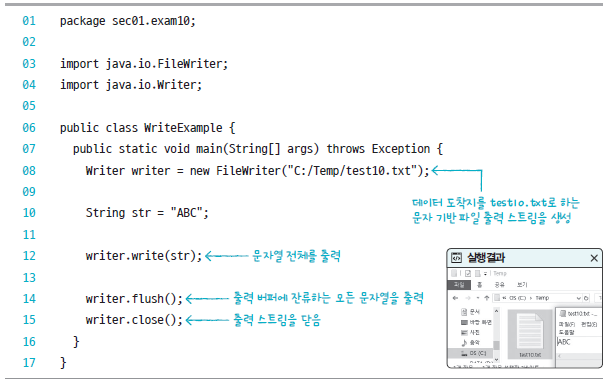 01 package sec01.exam10;
02
03 import java.io.FileWriter;
04 import java.io.Writer;
05
06 public class WriteExample {
07 public static void main(String[] args) throws Exception {
08 Writer writer = new FileWriter("C:/Temp/test10.txt");
데이터 도착지를 test10.txt로 하는
문자 기반 파일 출력 스트림을 생성
09
10 String str = "ABC";
11
12 writer.write(str); 문자열 전체를 출력
13
14 writer.flush(); 출력 버퍼에 잔류하는 모든 문자열을 출력
15 writer.close(); 출력 스트림을 닫음
16 }
17 }
실행결과
Temp
파일 홈 공유 보기
OS (C:) › Temp
문서
바탕 화면
사진
음악
OS (C:)
test10.txt
test10.txt -...
파일(F) 편집(E)
도움말
ABC